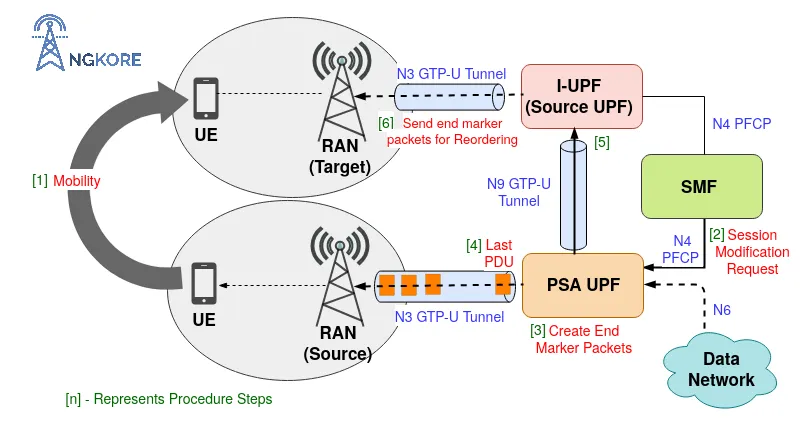 NGKORE
N3 GTP-U Tunnel
I-UPF
(Source UPF)
UE
RAN
(Target)
[6] Send end marker
packets for Reordering
[5]
N4 PFCP
[1] Mobility
N9 GTP-U
Tunnel
SMF
[4] Last
PDU
N4
PFCP
[2] Session
Modification
Request
UE
RAN
(Source)
N3 GTP-U Tunnel
PSA UPF
N6
[3] Create End
Marker Packets
Data
Network
[n] - Represents Procedure Steps